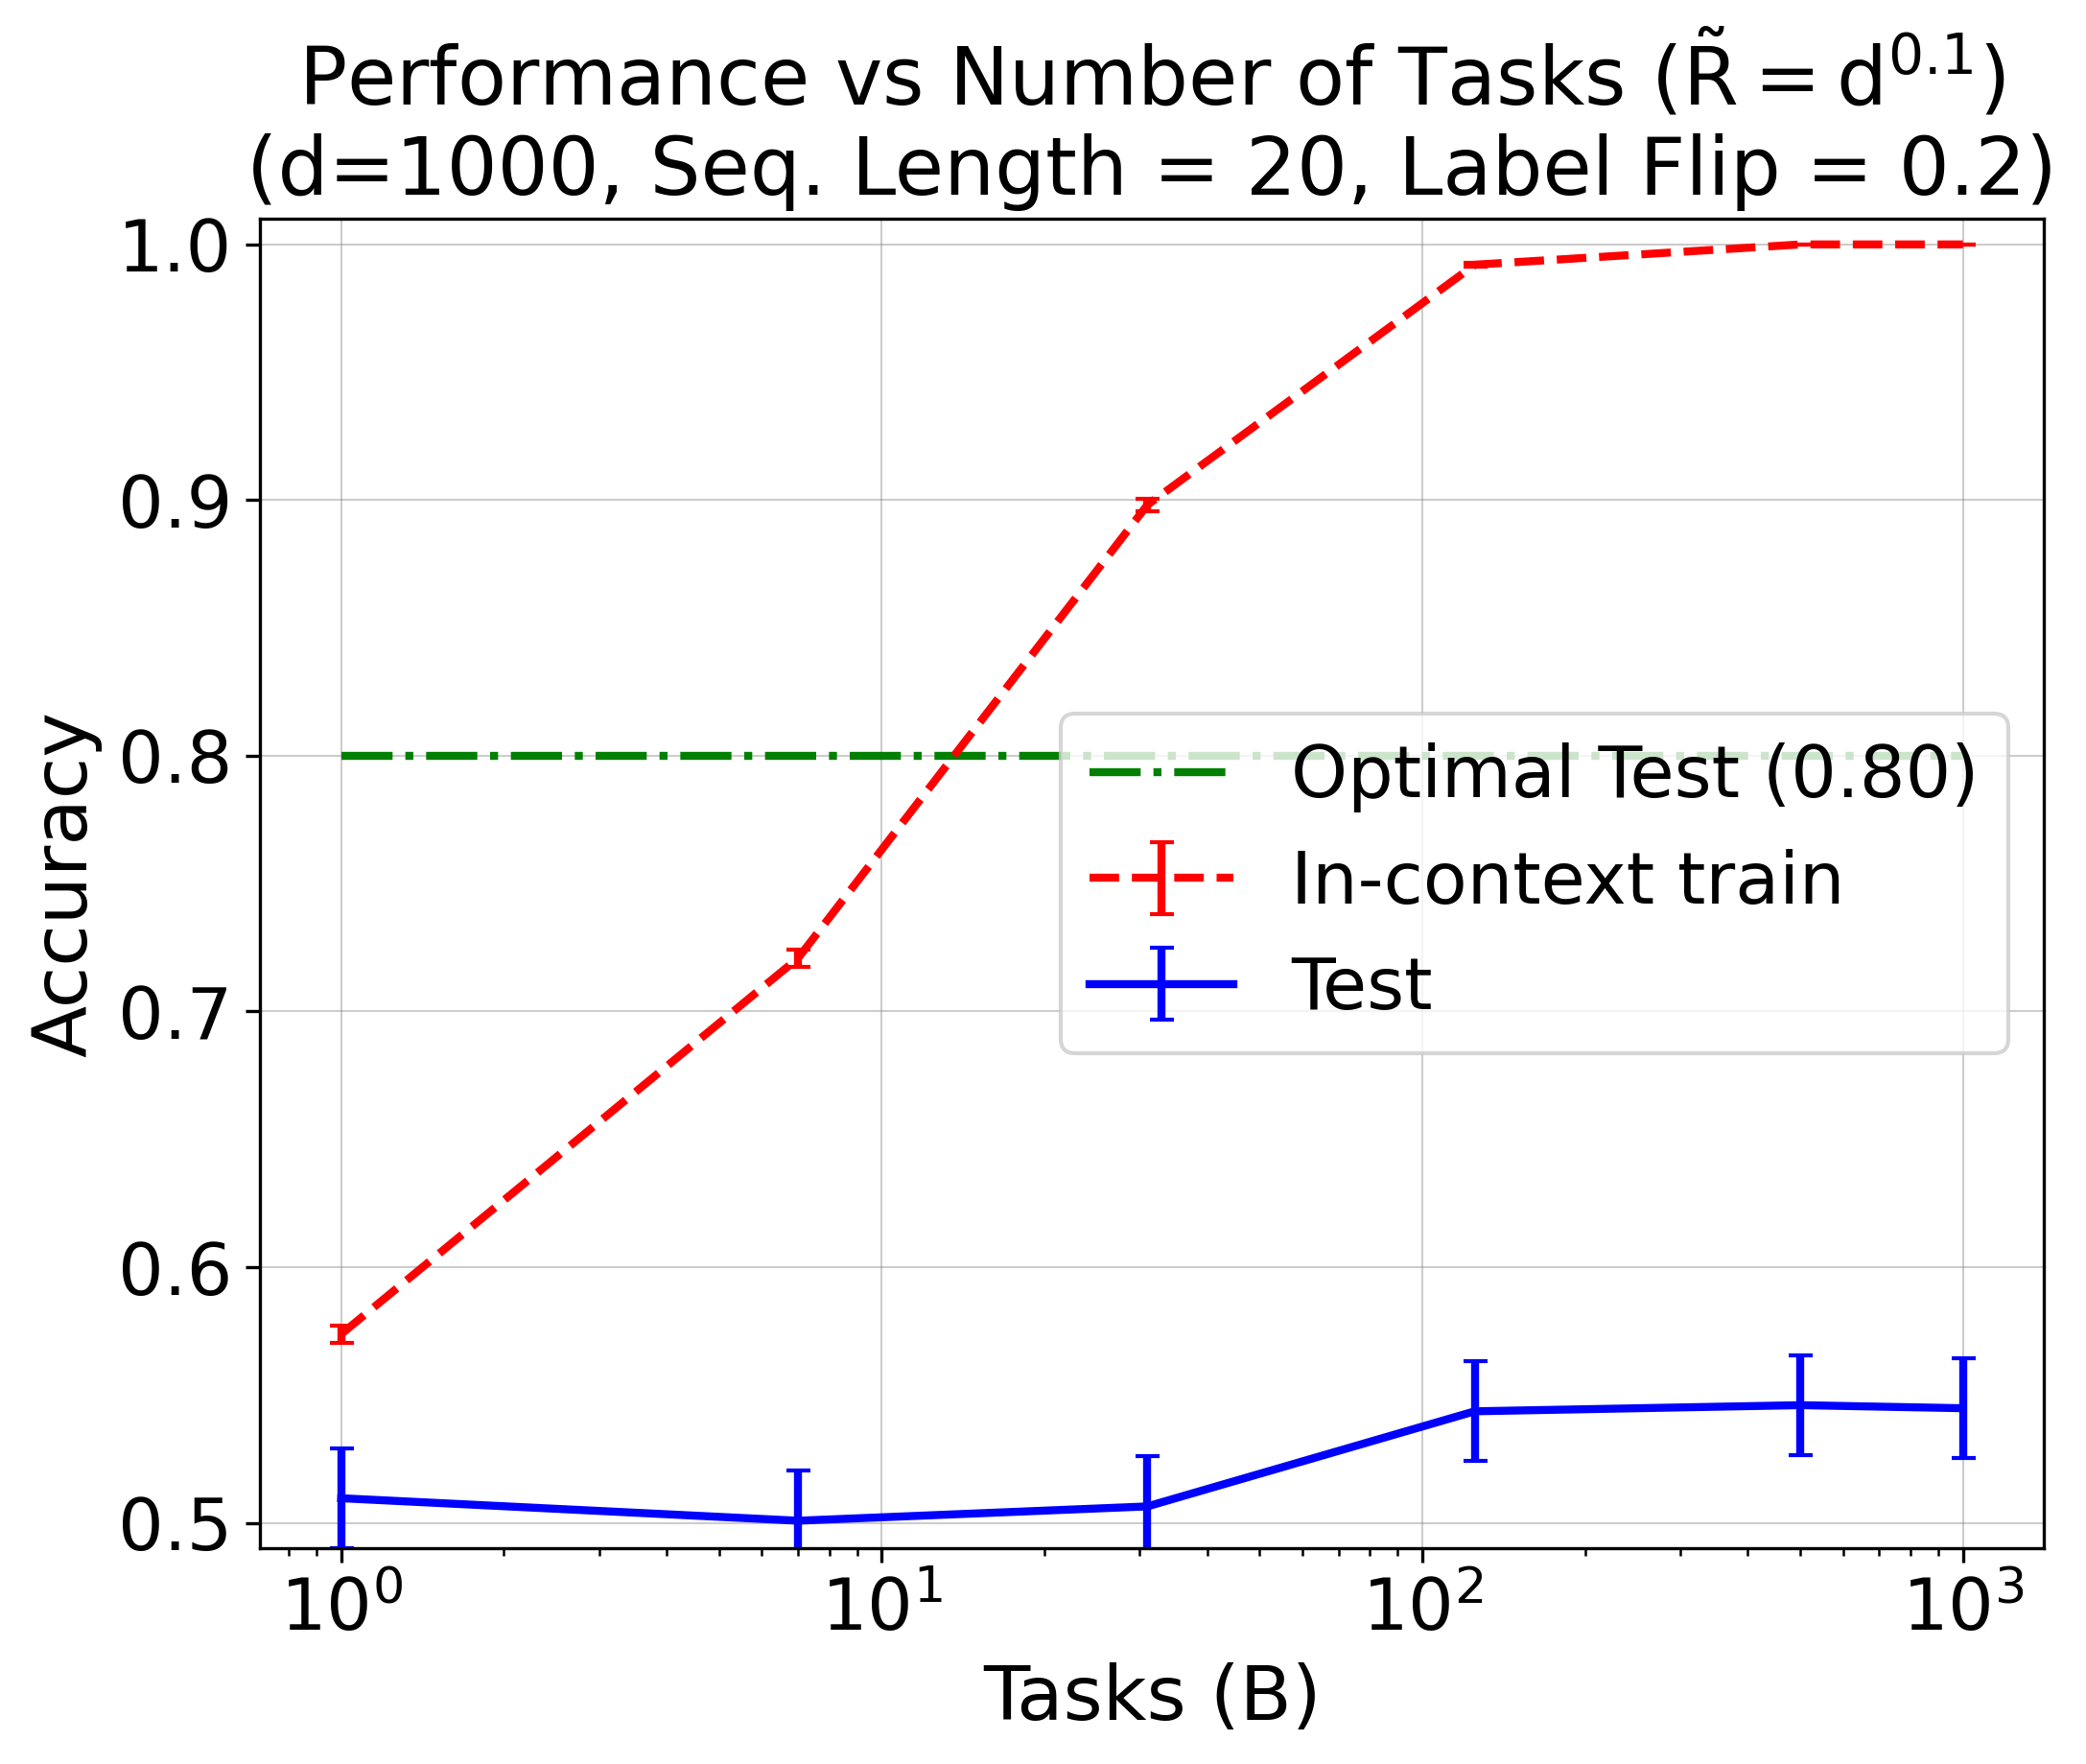 Performance vs Number of Tasks (R̃ = d^0.1)
(d=1000, Seq. Length = 20, Label Flip = 0.2)
1.0
0.9
0.8
0.7
0.6
0.5
Accuracy
Optimal Test (0.80)
In-context train
Test
10^0 10^1 10^2 10^3
Tasks (B)